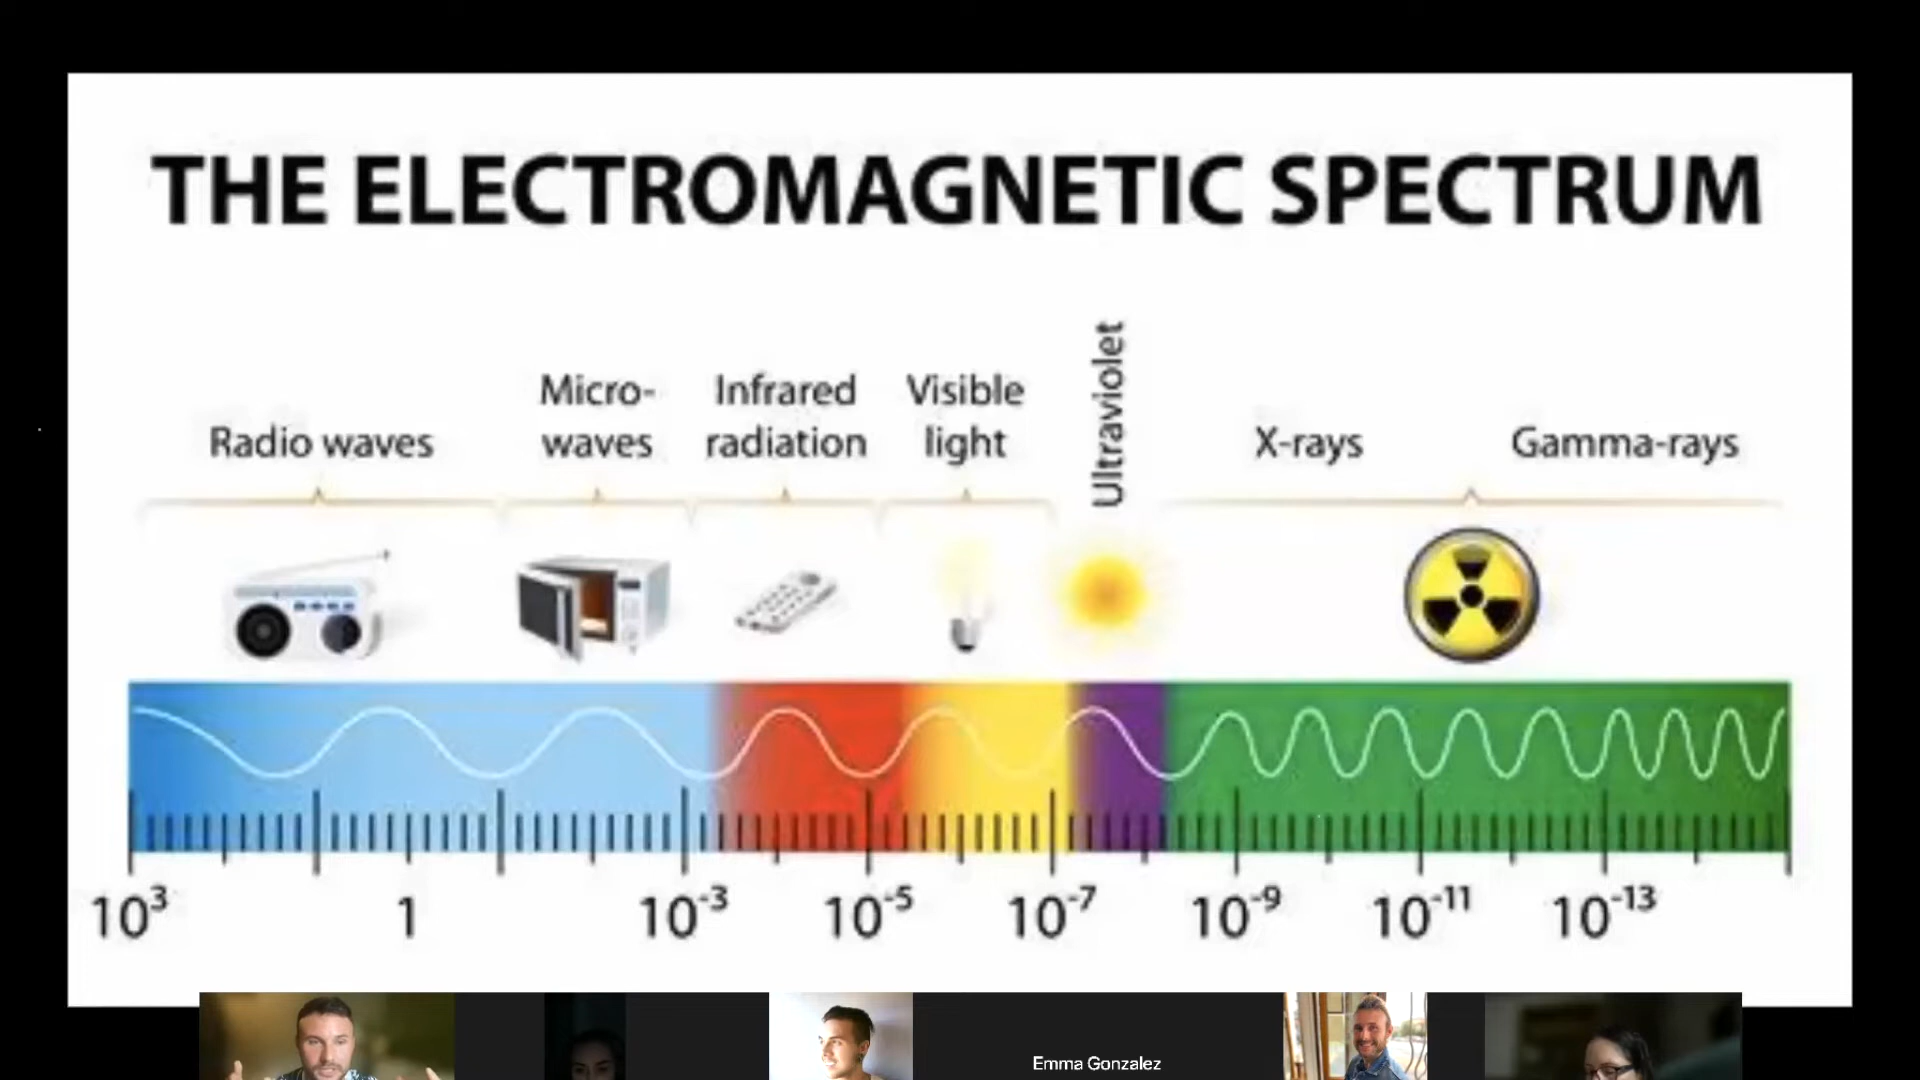 THE ELECTROMAGNETIC SPECTRUM
Radio waves
Micro-
waves
Infrared
radiation
Visible
light
Ultraviolet
X-rays
Gamma-rays
10³
1
10⁻³
10⁻⁵
10⁻⁷
10⁻⁹
10⁻¹¹
10⁻¹³
Emma Gonzalez